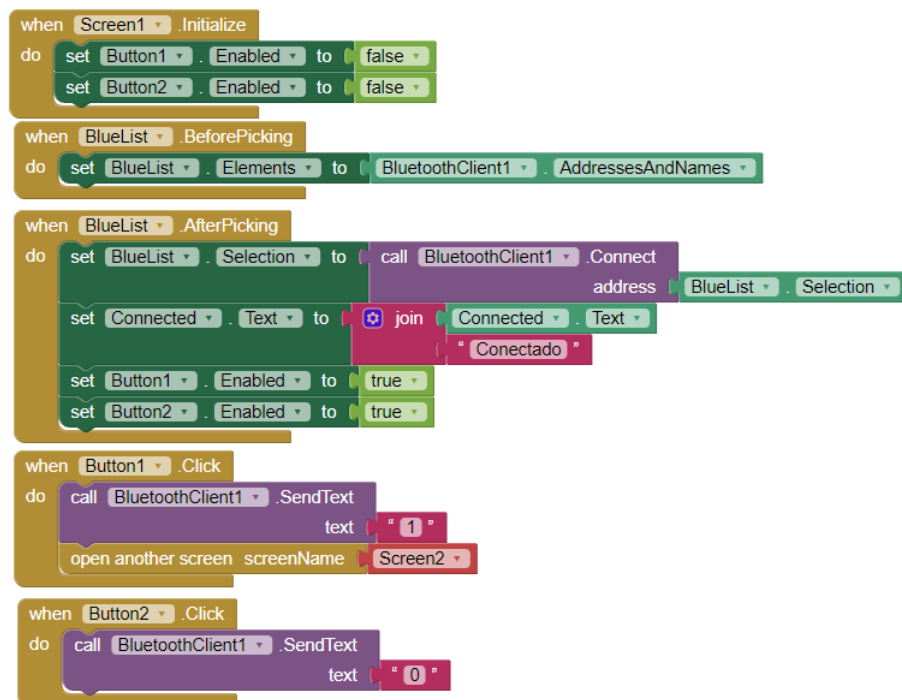 when Screen1 .Initialize
do set Button1 . Enabled to false
set Button2 . Enabled to false
when BlueList .BeforePicking
do set BlueList . Elements to BluetoothClient1 . AddressesAndNames
when BlueList .AfterPicking
do set BlueList . Selection to call BluetoothClient1 .Connect
address BlueList . Selection
set Connected . Text to join Connected . Text
" Conectado "
set Button1 . Enabled to true
set Button2 . Enabled to true
when Button1 .Click
do call BluetoothClient1 .SendText
text " 1 "
open another screen screenName Screen2
when Button2 .Click
do call BluetoothClient1 .SendText
text " 0 "